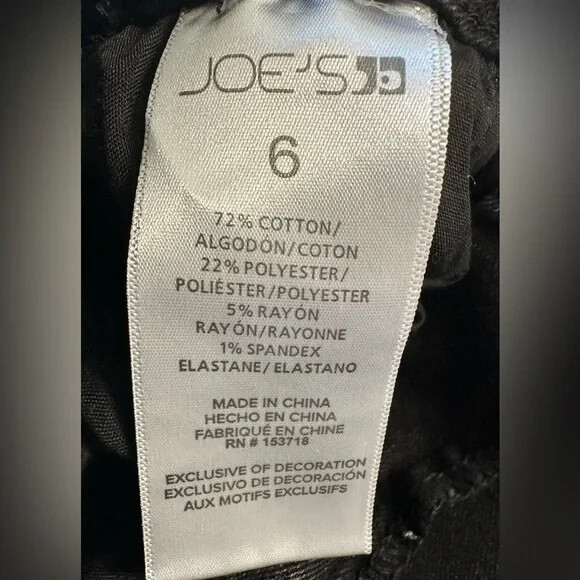 JOE'S
6
72% COTTON/
ALGODÓN/COTON
22% POLYESTER/
POLIÉSTER/POLYESTER
5% RAYÓN
RAYÓN/RAYONNE
1% SPANDEX
ELASTANE/ELASTANO
MADE IN CHINA
HECHO EN CHINA
FABRIQUÉ EN CHINE
RN # 153718
EXCLUSIVE OF DECORATION
EXCLUSIVO DE DECORACIÓN
AUX MOTIFS EXCLUSIFS